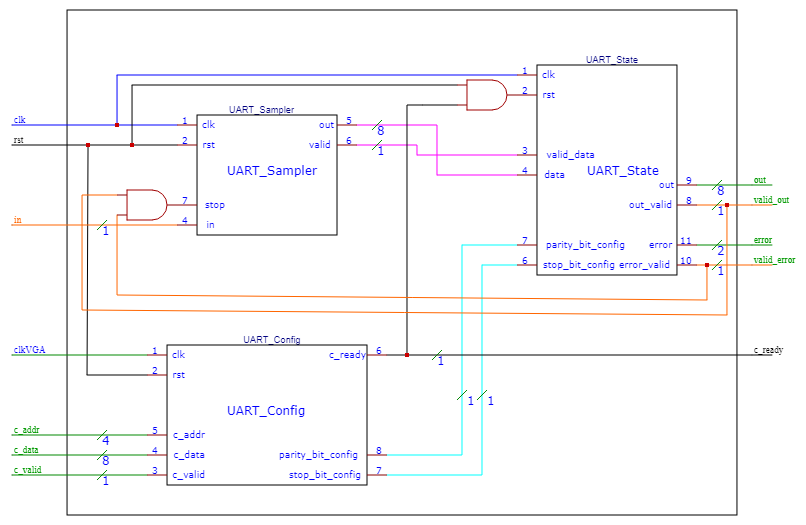 UART_State
1 clk
2 rst
3 valid_data
4 data
UART_State
out 9 8 out
out_valid 8 1 valid_out
7 parity_bit_config error 11 2 error
6 stop_bit_config error_valid 10 1 valid_error
UART_Sampler
clk 1 clk out 5 8
rst 2 rst valid 6 1
UART_Sampler
7 stop
in 1 4 in
UART_Config
clkVGA 1 clk c_ready 6 1 c_ready
2 rst
UART_Config
1 1
c_addr 4 5 c_addr
c_data 8 4 c_data parity_bit_config 8
c_valid 1 3 c_valid stop_bit_config 7